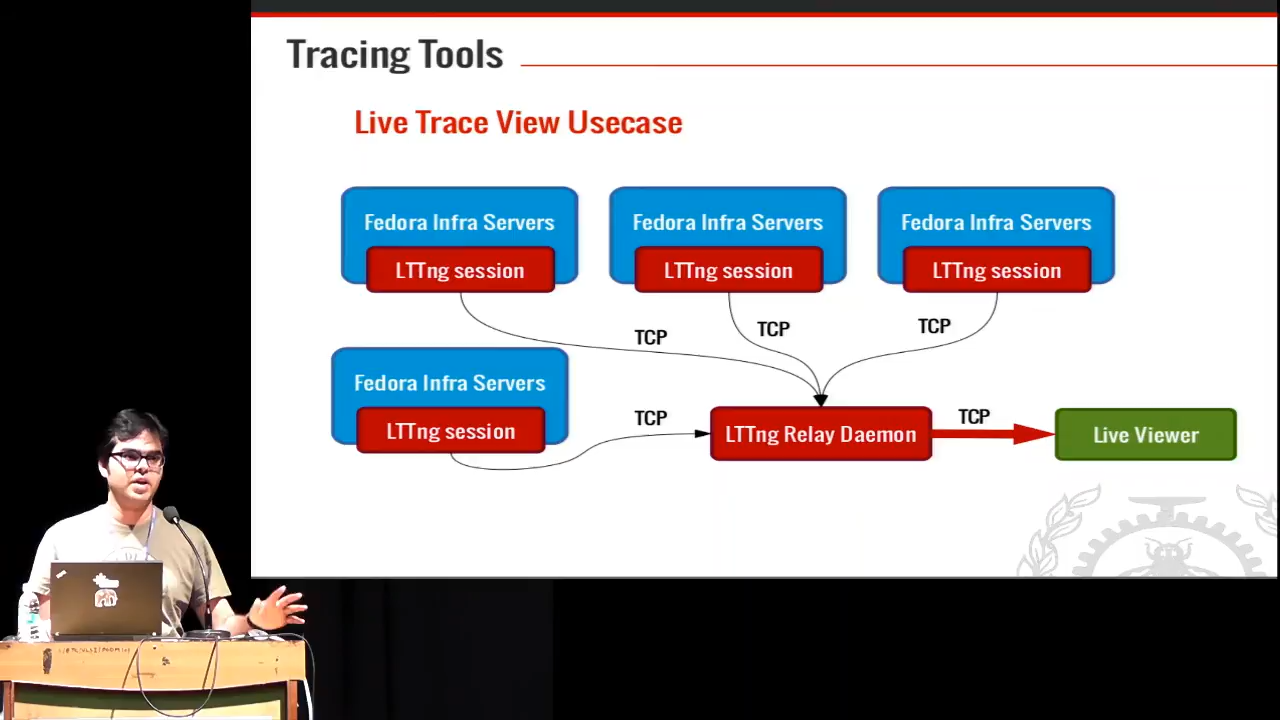 Tracing Tools
Live Trace View Usecase
Fedora Infra Servers
LTTng session
Fedora Infra Servers
LTTng session
Fedora Infra Servers
LTTng session
TCP
TCP
TCP
Fedora Infra Servers
LTTng session
TCP
LTTng Relay Daemon
TCP
Live Viewer